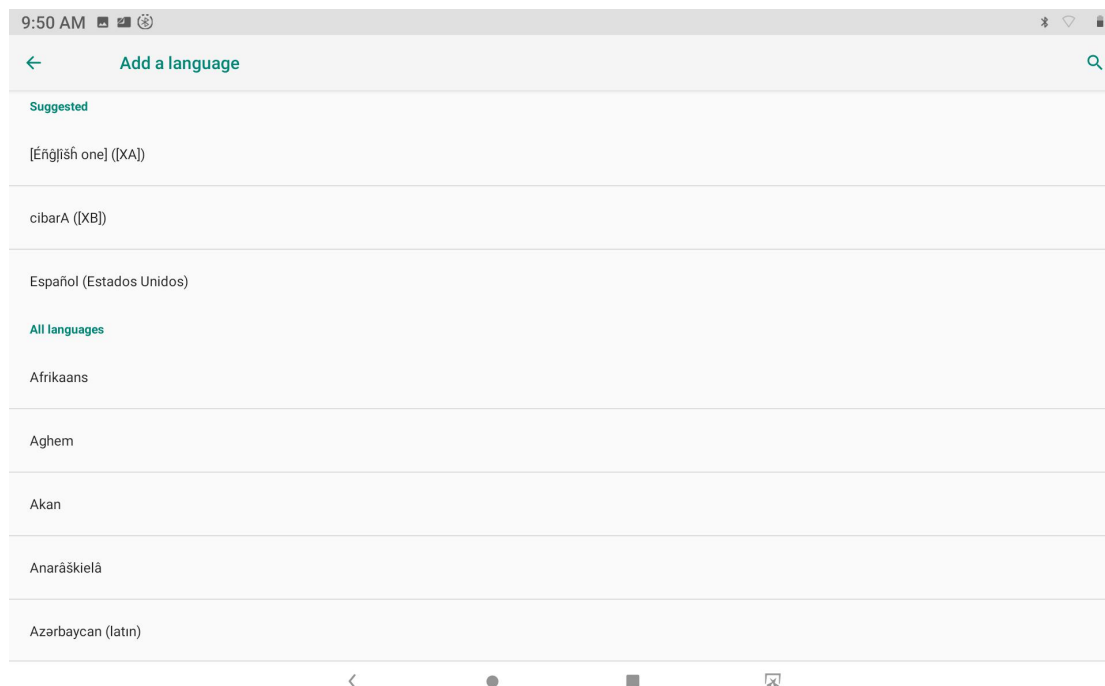 9:50 AM
Add a language
Suggested
[Éñĝļîšĥ one] ([XA])
cibarA ([XB])
Español (Estados Unidos)
All languages
Afrikaans
Aghem
Akan
Anarâškielâ
Azərbaycan (latın)